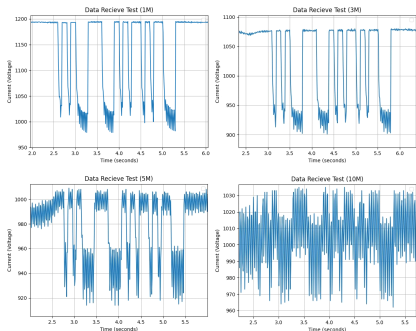 Data Recieve Test (1M)
Current (Voltage)
1200
1150
1100
1050
1000
950
2.0 2.5 3.0 3.5 4.0 4.5 5.0 5.5 6.0
Time (seconds)
Data Recieve Test (3M)
Current (Voltage)
1100
1050
1000
950
900
2.5 3.0 3.5 4.0 4.5 5.0 5.5 6.0
Time (seconds)
Data Recieve Test (5M)
Current (Voltage)
1000
980
960
940
920
2.5 3.0 3.5 4.0 4.5 5.0 5.5
Time (seconds)
Data Recieve Test (10M)
Current (Voltage)
1030
1020
1010
1000
990
980
970
960
2.5 3.0 3.5 4.0 4.5 5.0 5.5
Time (seconds)